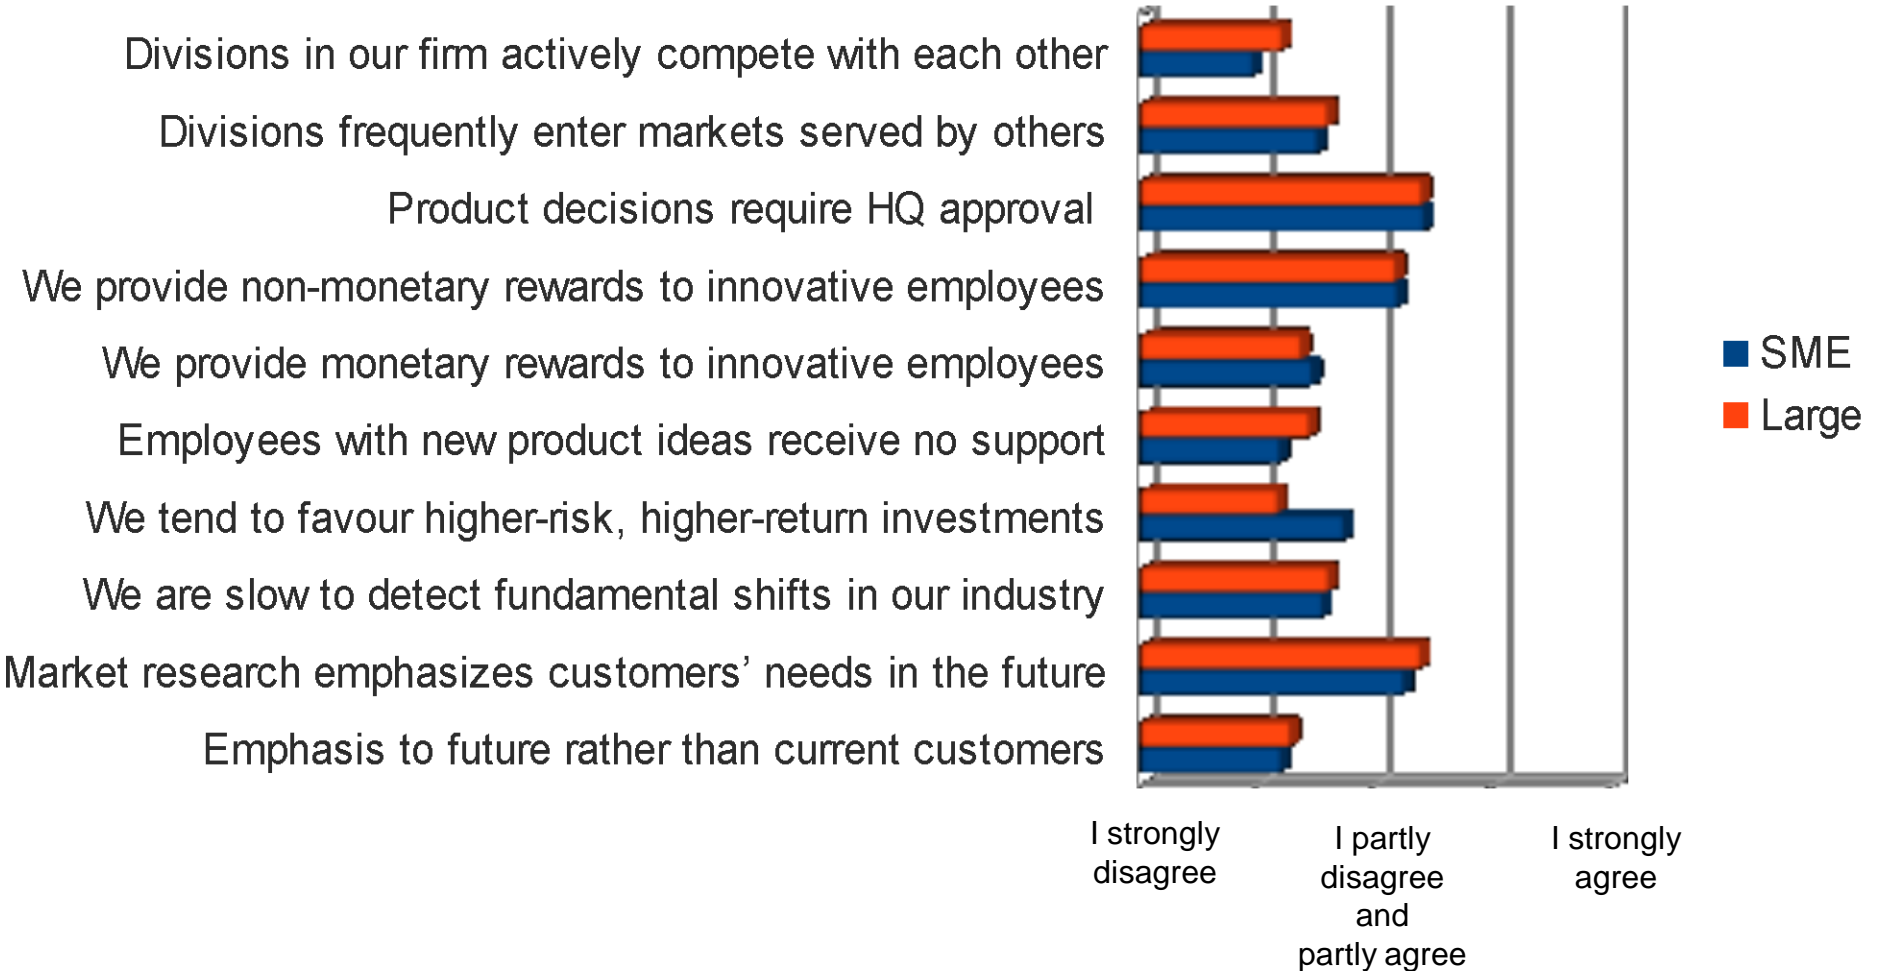 Divisions in our firm actively compete with each other
Divisions frequently enter markets served by others
Product decisions require HQ approval
We provide non-monetary rewards to innovative employees
We provide monetary rewards to innovative employees
Employees with new product ideas receive no support
We tend to favour higher-risk, higher-return investments
We are slow to detect fundamental shifts in our industry
Market research emphasizes customers’ needs in the future
Emphasis to future rather than current customers
SME
Large
I strongly
disagree
I partly
disagree
and
partly agree
I strongly
agree